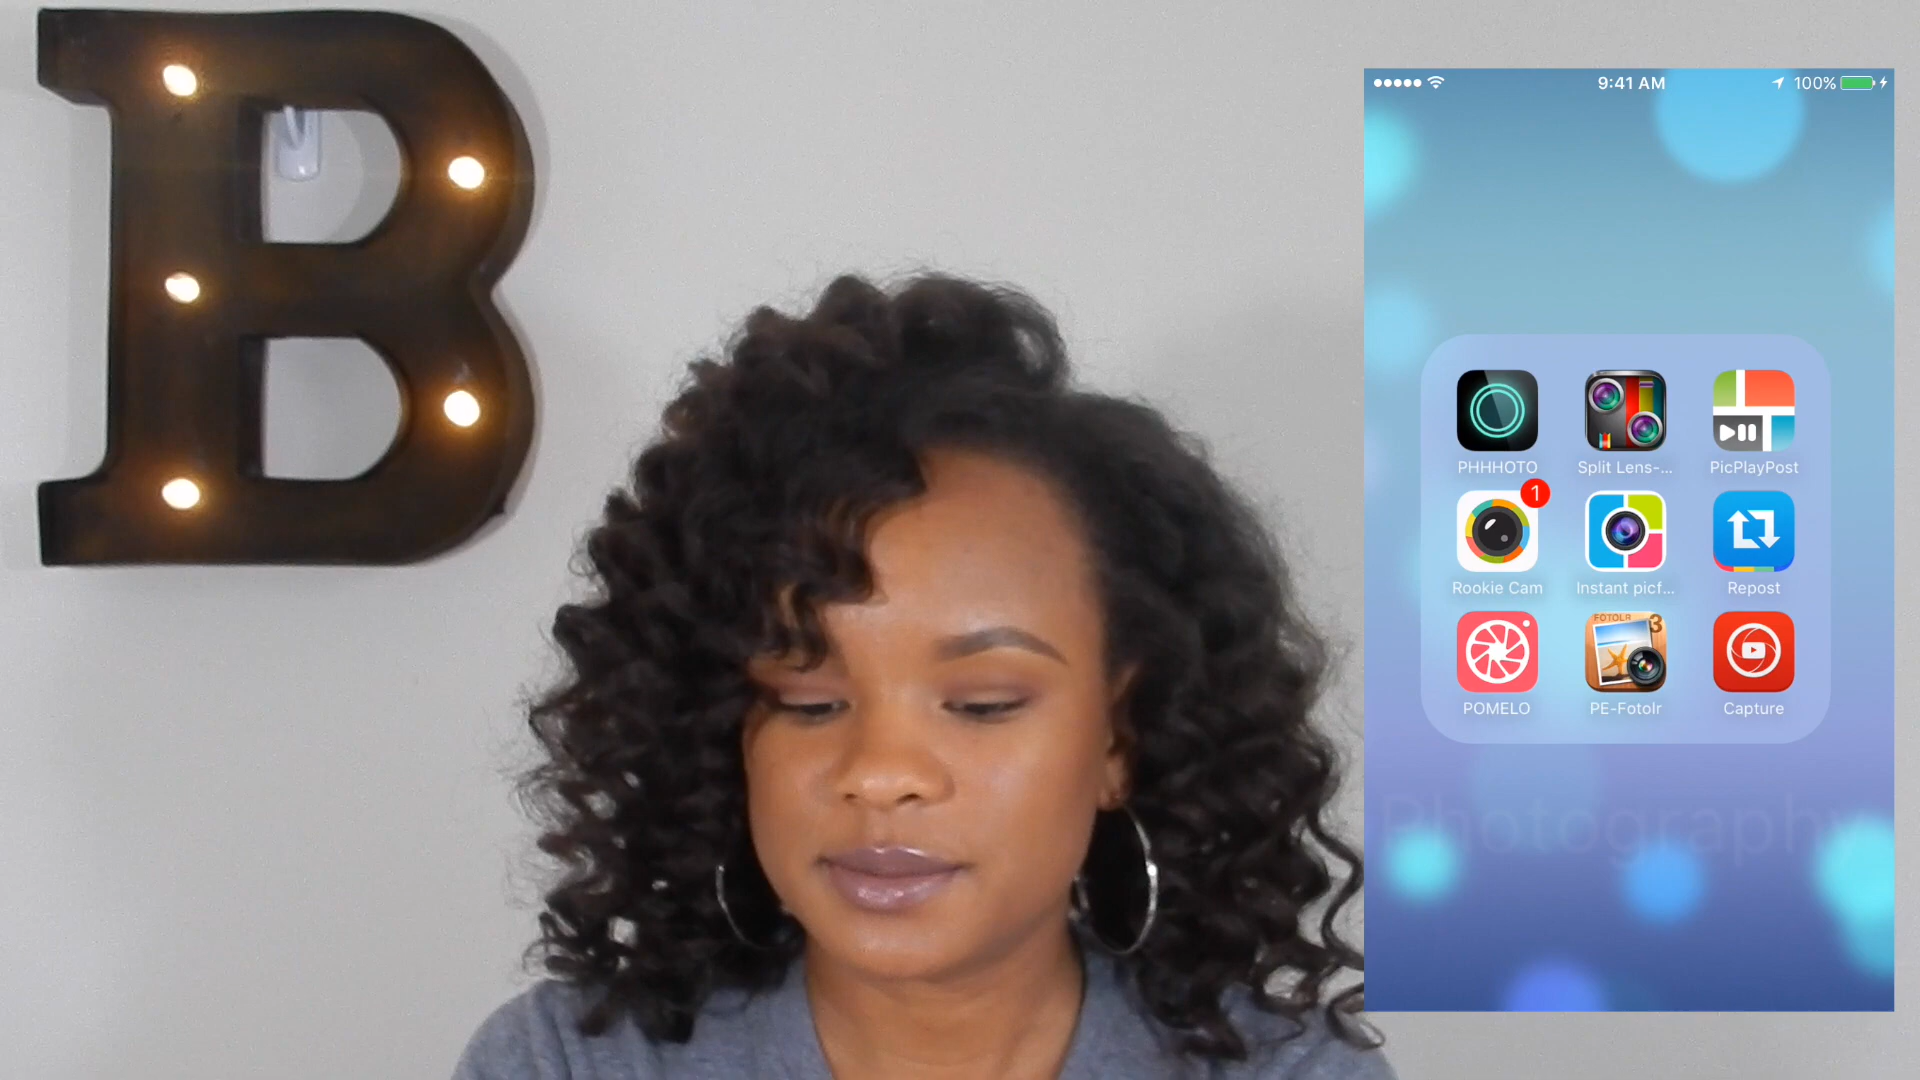 B
9:41 AM
100%
PHHHOTO
Split Lens-...
PicPlayPost
1
Rookie Cam
Instant picf...
Repost
FOTOLR
3
POMELO
PE-Fotolr
Capture
Photography